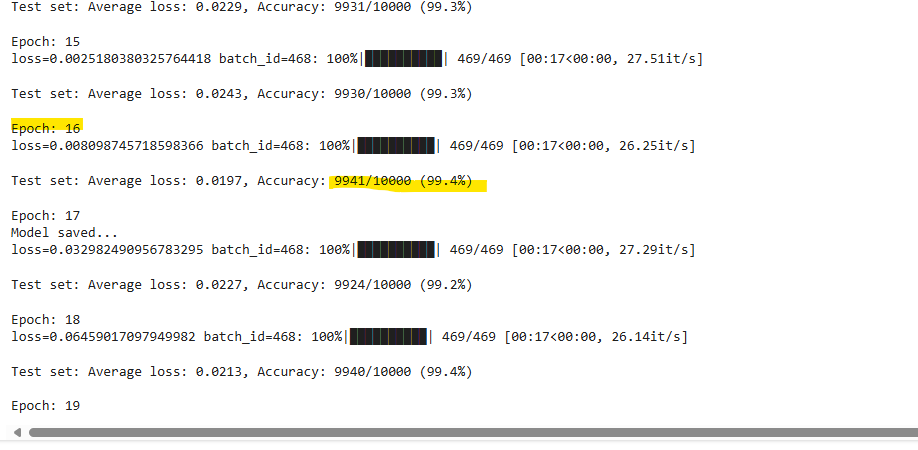 Test set: Average loss: 0.0229, Accuracy: 9931/10000 (99.3%)
Epoch: 15
loss=0.0025180380325764418 batch_id=468: 100%|██████████| 469/469 [00:17<00:00, 27.51it/s]
Test set: Average loss: 0.0243, Accuracy: 9930/10000 (99.3%)
Epoch: 16
loss=0.008098745718598366 batch_id=468: 100%|██████████| 469/469 [00:17<00:00, 26.25it/s]
Test set: Average loss: 0.0197, Accuracy: 9941/10000 (99.4%)
Epoch: 17
Model saved...
loss=0.032982490956783295 batch_id=468: 100%|██████████| 469/469 [00:17<00:00, 27.29it/s]
Test set: Average loss: 0.0227, Accuracy: 9924/10000 (99.2%)
Epoch: 18
loss=0.06459017097949982 batch_id=468: 100%|██████████| 469/469 [00:17<00:00, 26.14it/s]
Test set: Average loss: 0.0213, Accuracy: 9940/10000 (99.4%)
Epoch: 19